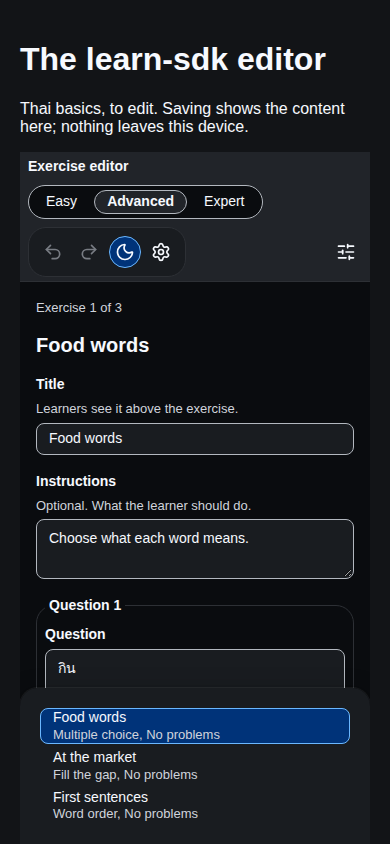 The learn-sdk editor
Thai basics, to edit. Saving shows the content
here; nothing leaves this device.
Exercise editor
Easy Advanced Expert
Exercise 1 of 3
Food words
Title
Learners see it above the exercise.
Food words
Instructions
Optional. What the learner should do.
Choose what each word means.
Question 1
Question
กิน
Food words
Multiple choice, No problems
At the market
Fill the gap, No problems
First sentences
Word order, No problems